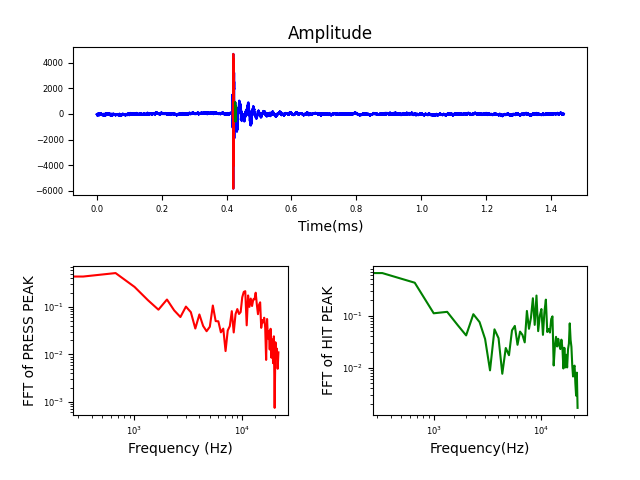 Amplitude
4000
2000
0
−2000
−4000
−6000
0.0 0.2 0.4 0.6 0.8 1.0 1.2 1.4
Time(ms)
FFT of PRESS PEAK
10⁻¹
10⁻²
10⁻³
10³ 10⁴
Frequency (Hz)
FFT of HIT PEAK
10⁻¹
10⁻²
10³ 10⁴
Frequency(Hz)